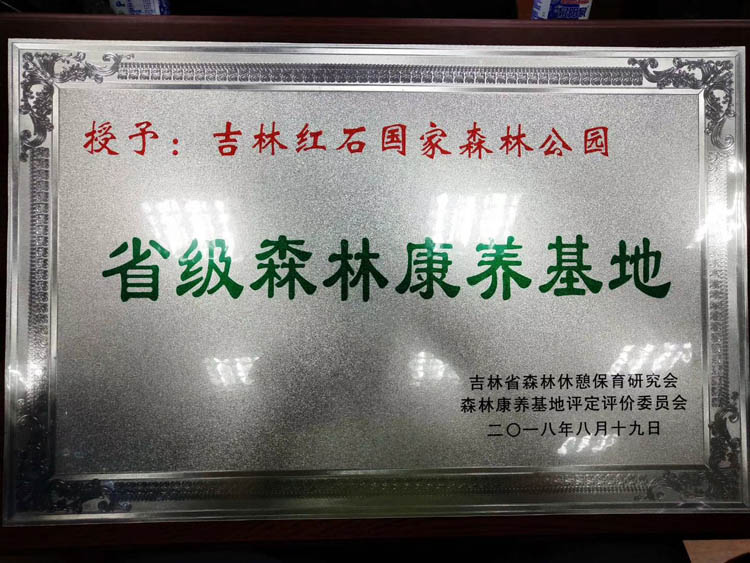 授予：吉林红石国家森林公园
省级森林康养基地
吉林省森林休憩保育研究会
森林康养基地评定评价委员会
二〇一八年八月十九日